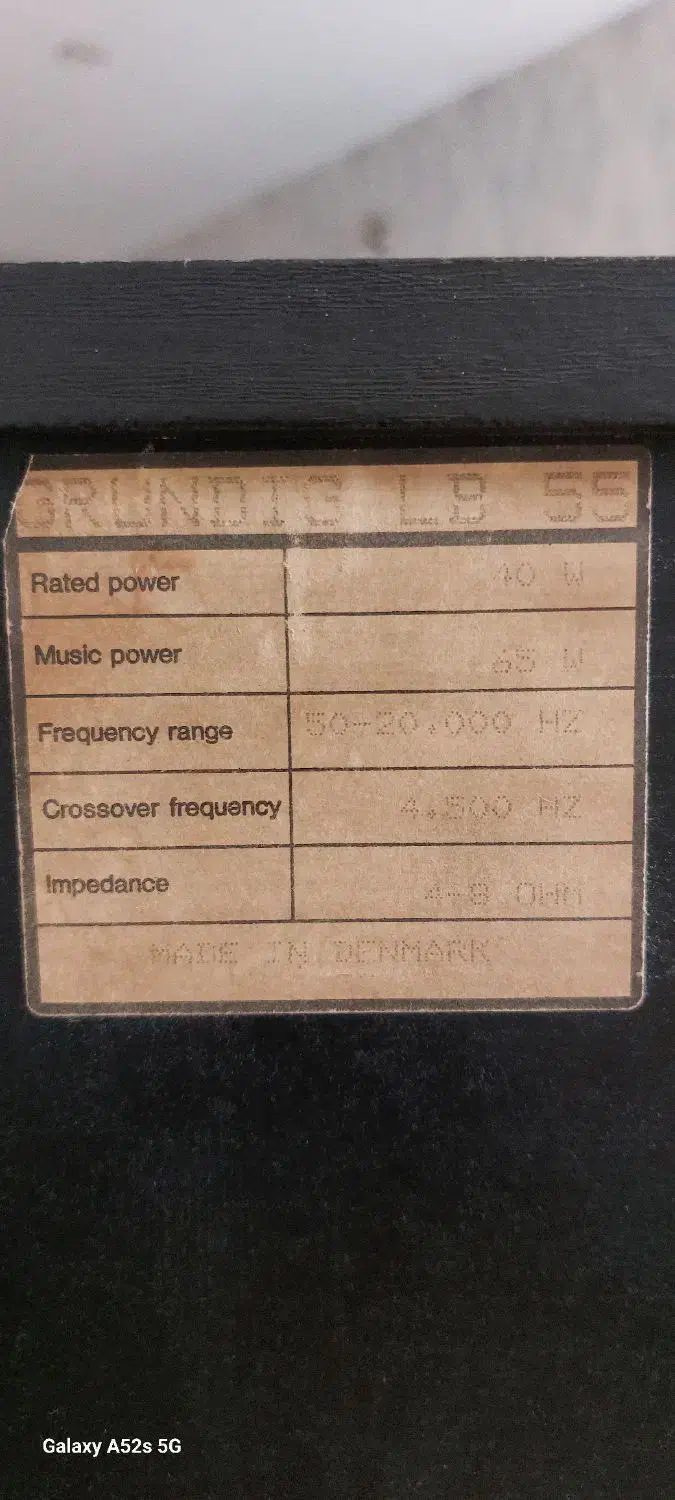 GRUNDIG LB 55
Rated power 40 W
Music power 65 W
Frequency range 50-20.000 HZ
Crossover frequency 4.500 HZ
Impedance 4-8 OHM
MADE IN DENMARK
Galaxy A52s 5G